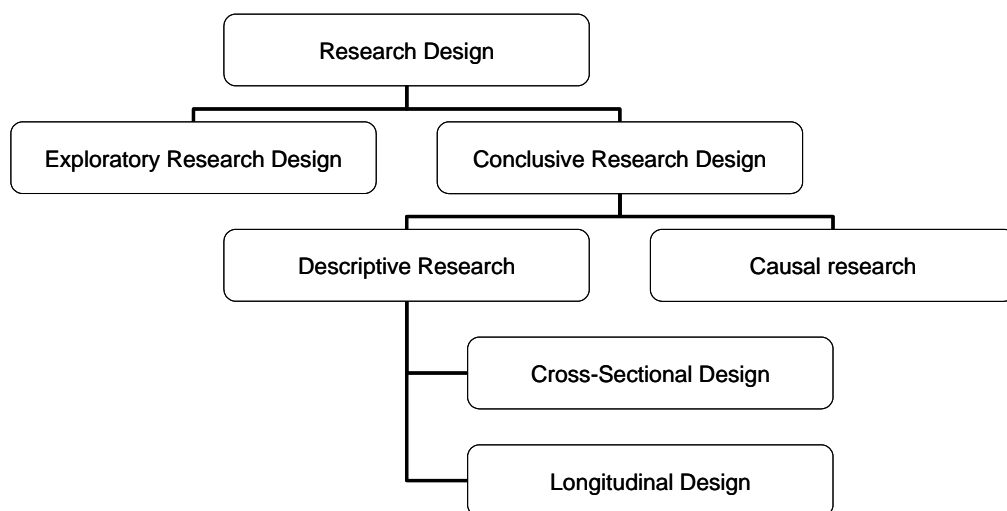 Research Design
Exploratory Research Design
Conclusive Research Design
Descriptive Research
Causal research
Cross-Sectional Design
Longitudinal Design